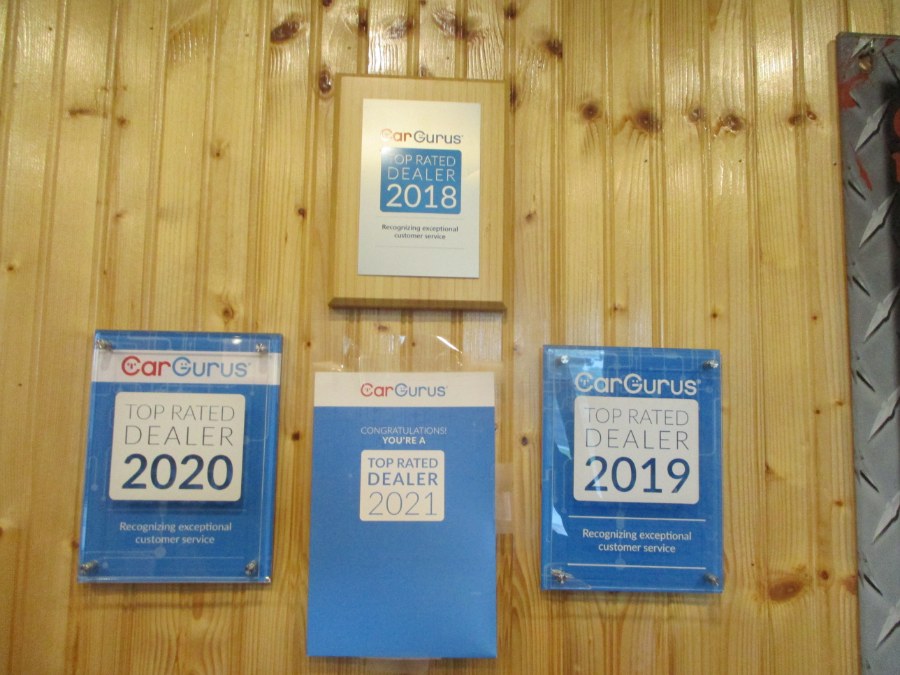 CarGurus
TOP RATED
DEALER
2018
Recognizing exceptional
customer service
CarGurus
TOP RATED
DEALER
2020
Recognizing exceptional
customer service
CarGurus
CONGRATULATIONS!
YOU'RE A
TOP RATED
DEALER
2021
CarGurus
TOP RATED
DEALER
2019
Recognizing exceptional
customer service